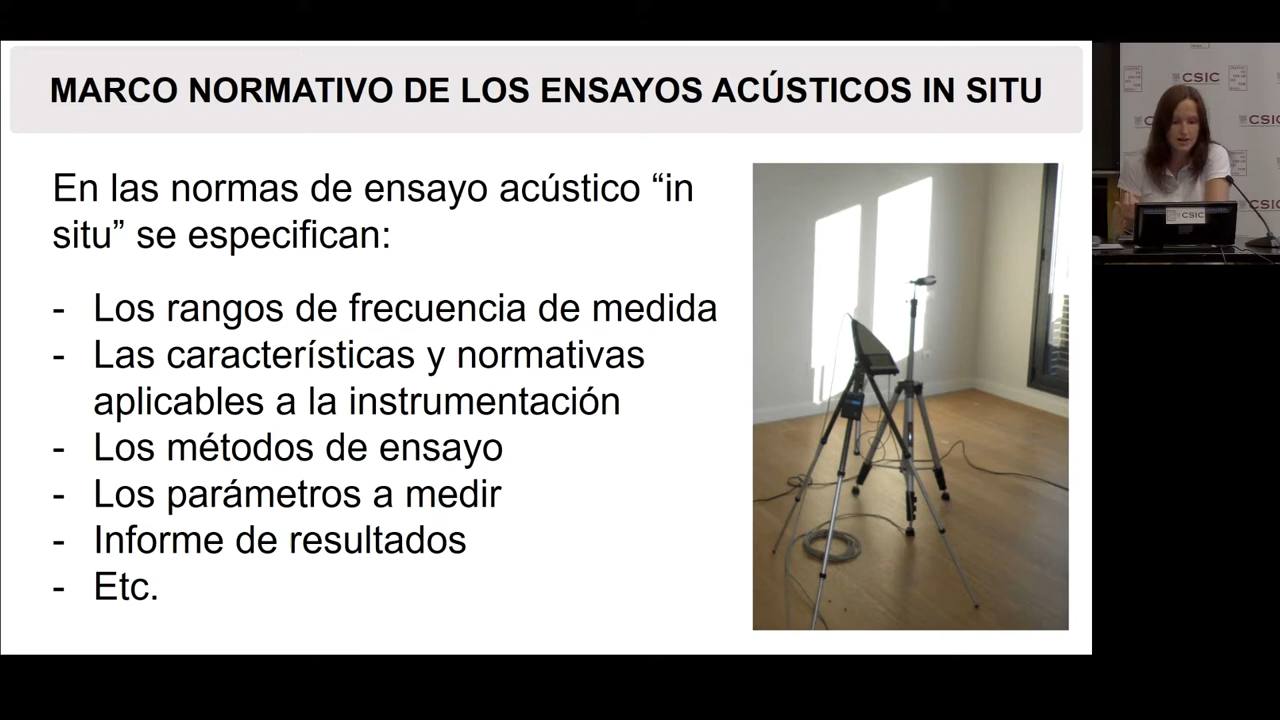 MARCO NORMATIVO DE LOS ENSAYOS ACÚSTICOS IN SITU
En las normas de ensayo acústico “in
situ” se especifican:
- Los rangos de frecuencia de medida
- Las características y normativas
aplicables a la instrumentación
- Los métodos de ensayo
- Los parámetros a medir
- Informe de resultados
- Etc.
CSIC
CSIC
CSIC
CSIC